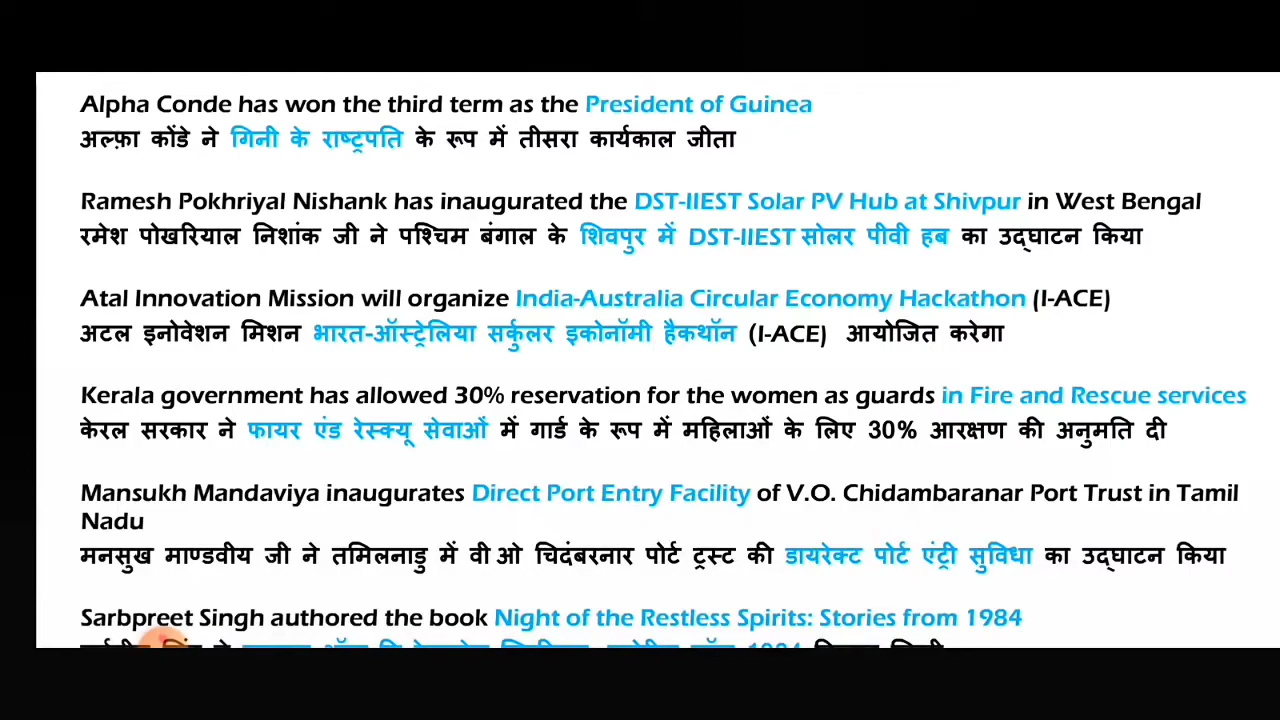 Alpha Conde has won the third term as the President of Guinea
अल्फ़ा कोंडे ने गिनी के राष्ट्रपति के रूप में तीसरा कार्यकाल जीता
Ramesh Pokhriyal Nishank has inaugurated the DST-IIEST Solar PV Hub at Shivpur in West Bengal
रमेश पोखरियाल निशांक जी ने पश्चिम बंगाल के शिवपुर में DST-IIEST सोलर पीवी हब का उद्घाटन किया
Atal Innovation Mission will organize India-Australia Circular Economy Hackathon (I-ACE)
अटल इनोवेशन मिशन भारत-ऑस्ट्रेलिया सर्कुलर इकोनॉमी हैकथॉन (I-ACE) आयोजित करेगा
Kerala government has allowed 30% reservation for the women as guards in Fire and Rescue services
केरल सरकार ने फायर एंड रेस्क्यू सेवाओं में गार्ड के रूप में महिलाओं के लिए 30% आरक्षण की अनुमति दी
Mansukh Mandaviya inaugurates Direct Port Entry Facility of V.O. Chidambaranar Port Trust in Tamil
Nadu
मनसुख माण्डवीय जी ने तमिलनाडु में वी ओ चिदंबरनार पोर्ट ट्रस्ट की डायरेक्ट पोर्ट एंट्री सुविधा का उद्घाटन किया
Sarbpreet Singh authored the book Night of the Restless Spirits: Stories from 1984